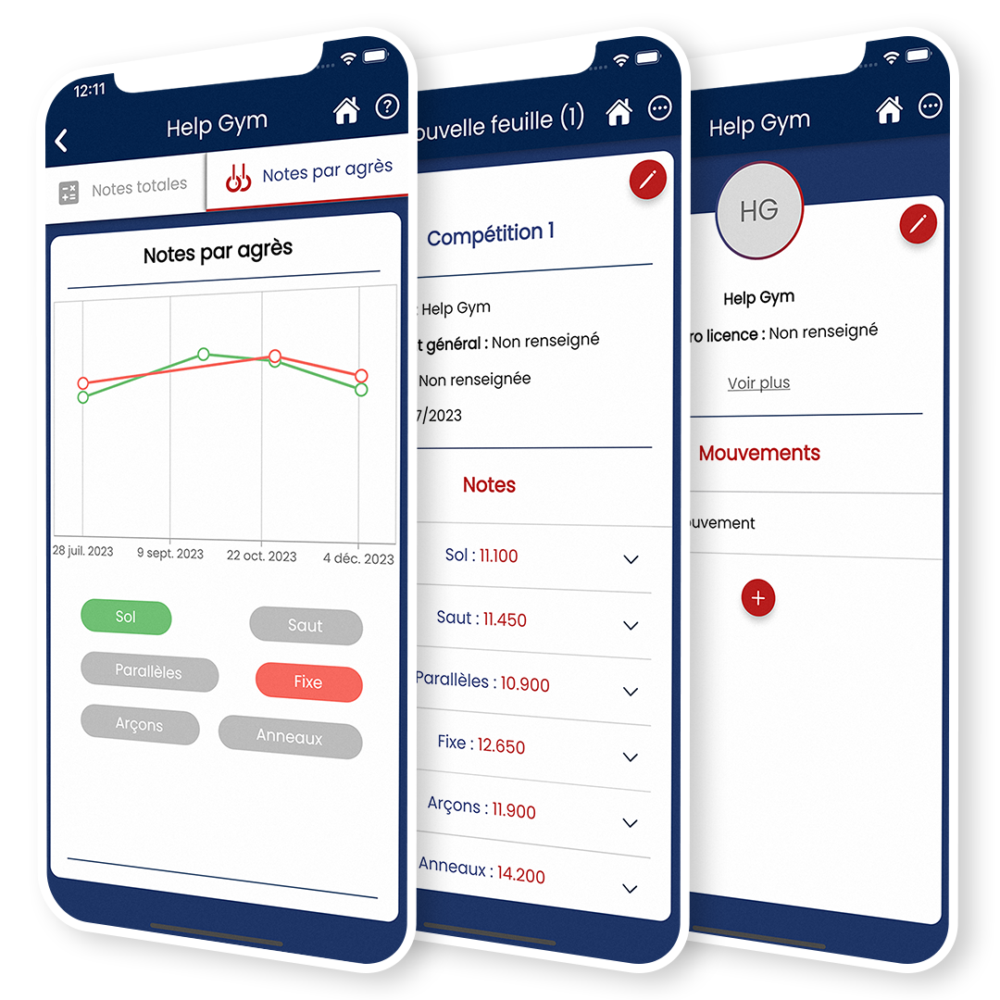 12:11
Help Gym
?
Notes totales
Notes par agrès
Notes par agrès
28 juil. 2023
9 sept. 2023
22 oct. 2023
4 déc. 2023
Sol
Saut
Parallèles
Fixe
Arçons
Anneaux
ouvelle feuille (1)
Compétition 1
: Help Gym
t général : Non renseigné
Non renseignée
7/2023
Notes
Sol : 11.100
Saut : 11.450
Parallèles : 10.900
Fixe : 12.650
Arçons : 11.900
Anneaux : 14.200
Help Gym
HG
Help Gym
ro licence : Non renseigné
Voir plus
Mouvements
ouvement
+